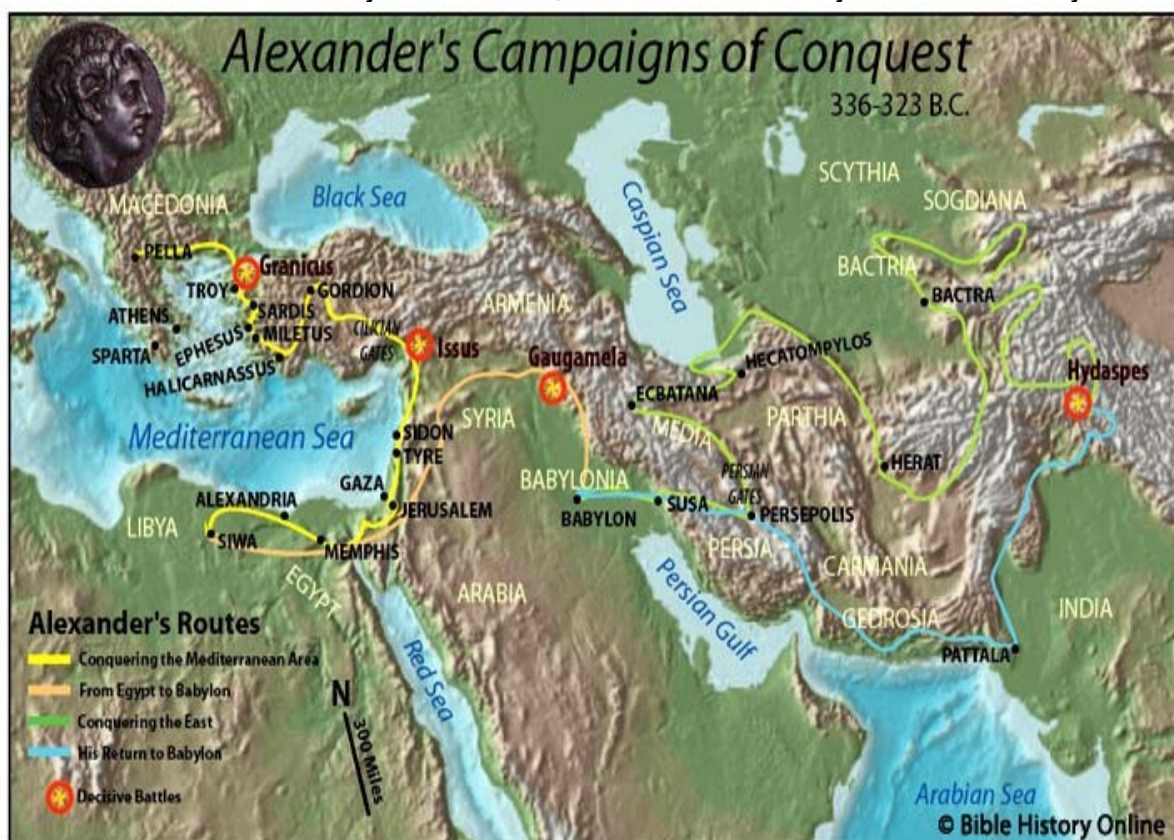 Alexander's Campaigns of Conquest
336-323 B.C.
SCYTHIA
SOGDIANA
MACEDONIA
Black Sea
Caspian Sea
PELLA
Granicus
BACTRIA
TROY
GORDION
BACTRA
ATHENS
SARDIS
ARMENIA
EPHESUS
MILETUS
CILICIAN
GATES
Issus
SPARTA
HALICARNASSUS
Gaugamela
HECATOMPYLOS
Hydaspes
ECBATANA
Mediterranean Sea
SYRIA
SIDON
TYRE
MEDIA
PARTHIA
HERAT
PERSIAN
GATES
GAZA
BABYLONIA
ALEXANDRIA
JERUSALEM
BABYLON
SUSA
PERSEPOLIS
LIBYA
SIWA
MEMPHIS
PERSIA
EGYPT
ARABIA
Persian Gulf
CARMANIA
GEDROSIA
INDIA
PATTALA
Red Sea
Alexander's Routes
Conquering the Mediterranean Area
From Egypt to Babylon
Conquering the East
His Return to Babylon
Decisive Battles
N
300 Miles
Arabian Sea
© Bible History Online